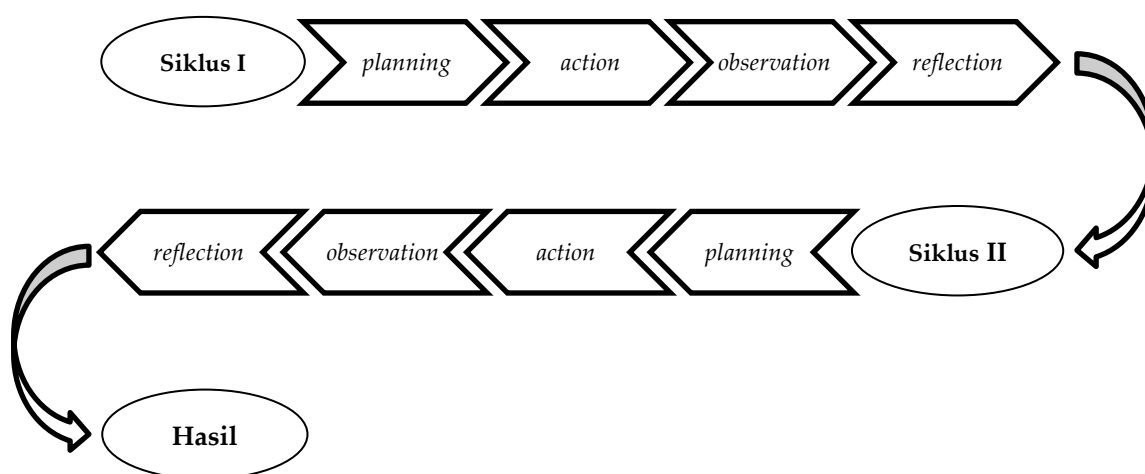 Siklus I planning action observation reflection
reflection observation action planning Siklus II
Hasil